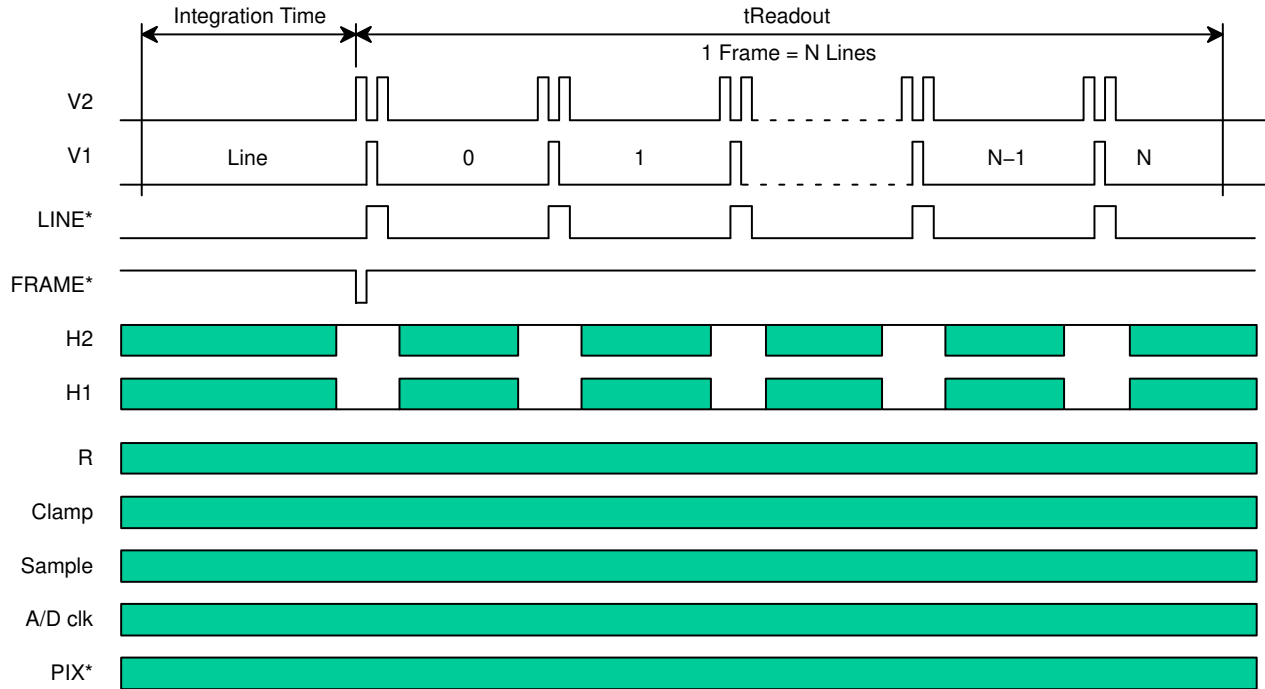 Integration Time
tReadout
1 Frame = N Lines
V2
V1
Line
0
1
N−1
N
LINE*
FRAME*
H2
H1
R
Clamp
Sample
A/D clk
PIX*